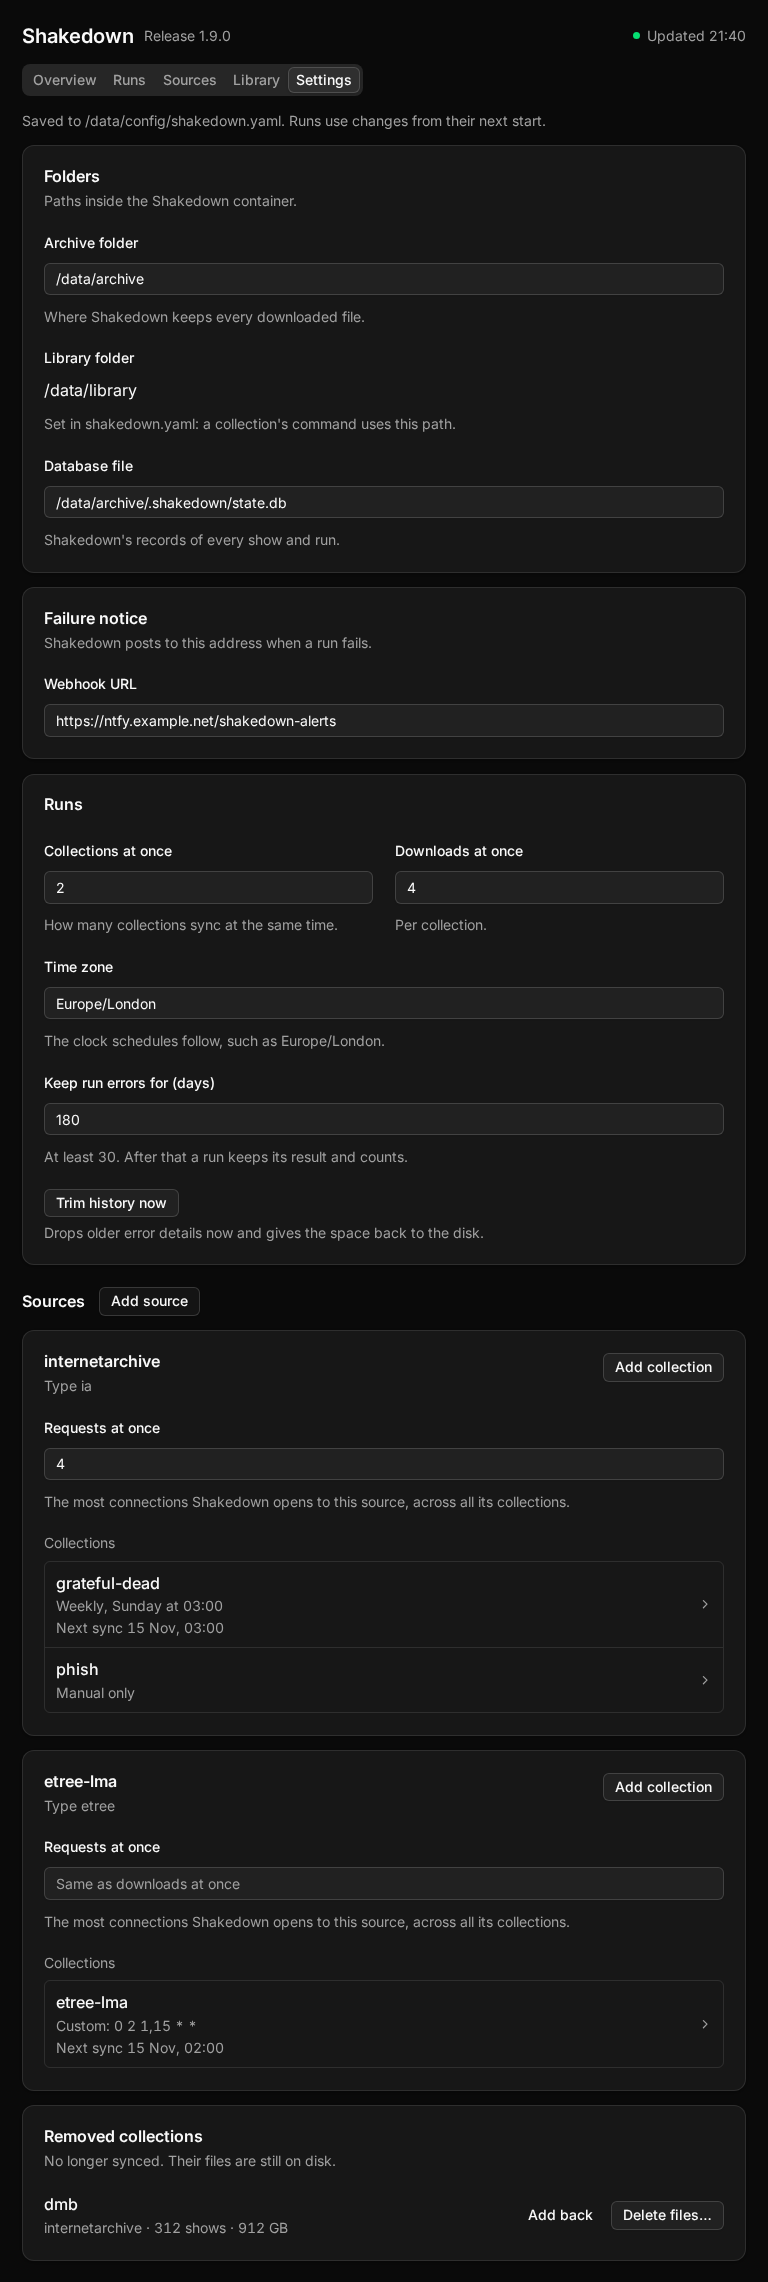 Shakedown Release 1.9.0 Updated 21:40
Overview Runs Sources Library Settings
Saved to /data/config/shakedown.yaml. Runs use changes from their next start.
Folders
Paths inside the Shakedown container.
Archive folder
/data/archive
Where Shakedown keeps every downloaded file.
Library folder
/data/library
Set in shakedown.yaml: a collection's command uses this path.
Database file
/data/archive/.shakedown/state.db
Shakedown's records of every show and run.
Failure notice
Shakedown posts to this address when a run fails.
Webhook URL
https://ntfy.example.net/shakedown-alerts
Runs
Collections at once Downloads at once
2 4
How many collections sync at the same time. Per collection.
Time zone
Europe/London
The clock schedules follow, such as Europe/London.
Keep run errors for (days)
180
At least 30. After that a run keeps its result and counts.
Trim history now
Drops older error details now and gives the space back to the disk.
Sources Add source
internetarchive Add collection
Type ia
Requests at once
4
The most connections Shakedown opens to this source, across all its collections.
Collections
grateful-dead
Weekly, Sunday at 03:00
Next sync 15 Nov, 03:00
phish
Manual only
etree-lma Add collection
Type etree
Requests at once
Same as downloads at once
The most connections Shakedown opens to this source, across all its collections.
Collections
etree-lma
Custom: 0 2 1,15 * *
Next sync 15 Nov, 02:00
Removed collections
No longer synced. Their files are still on disk.
dmb Add back Delete files…
internetarchive · 312 shows · 912 GB